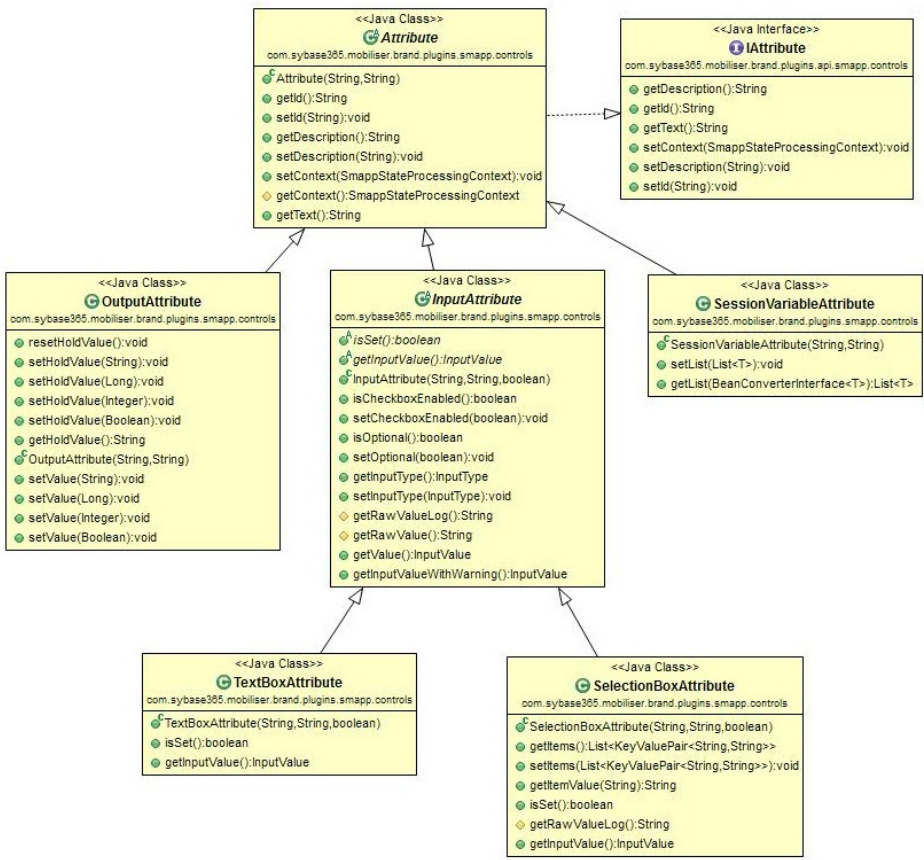 <<Java Class>>
Attribute
com.sybase365.mobiliser.brand.plugins.smapp.controls
Attribute(String,String)
getId():String
setId(String):void
getDescription():String
setDescription(String):void
setContext(SmappStateProcessingContext):void
getContext():SmappStateProcessingContext
getText():String
<<Java Interface>>
IAttribute
com.sybase365.mobiliser.brand.plugins.api.smapp.controls
getDescription():String
getId():String
getText():String
setContext(SmappStateProcessingContext):void
setDescription(String):void
setId(String):void
<<Java Class>>
OutputAttribute
com.sybase365.mobiliser.brand.plugins.smapp.controls
resetHoldValue():void
setHoldValue(String):void
setHoldValue(Long):void
setHoldValue(Integer):void
setHoldValue(Boolean):void
getHoldValue():String
OutputAttribute(String,String)
setValue(String):void
setValue(Long):void
setValue(Integer):void
setValue(Boolean):void
<<Java Class>>
InputAttribute
com.sybase365.mobiliser.brand.plugins.smapp.controls
isSet():boolean
getInputValue():InputValue
InputAttribute(String,String,boolean)
isCheckboxEnabled():boolean
setCheckboxEnabled(boolean):void
isOptional():boolean
setOptional(boolean):void
getInputType():InputType
setInputType(InputType):void
getRawValueLog():String
getRawValue():String
getValue():InputValue
getInputValueWithWarning():InputValue
<<Java Class>>
SessionVariableAttribute
com.sybase365.mobiliser.brand.plugins.smapp.controls
SessionVariableAttribute(String,String)
setList(List<T>):void
getList(BeanConverterInterface<T>):List<T>
<<Java Class>>
TextBoxAttribute
com.sybase365.mobiliser.brand.plugins.smapp.controls
TextBoxAttribute(String,String,boolean)
isSet():boolean
getInputValue():InputValue
<<Java Class>>
SelectionBoxAttribute
com.sybase365.mobiliser.brand.plugins.smapp.controls
SelectionBoxAttribute(String,String,boolean)
getItems():List<KeyValuePair<String,String>>
setItems(List<KeyValuePair<String,String>>):void
getItemValue(String):String
isSet():boolean
getRawValueLog():String
getInputValue():InputValue